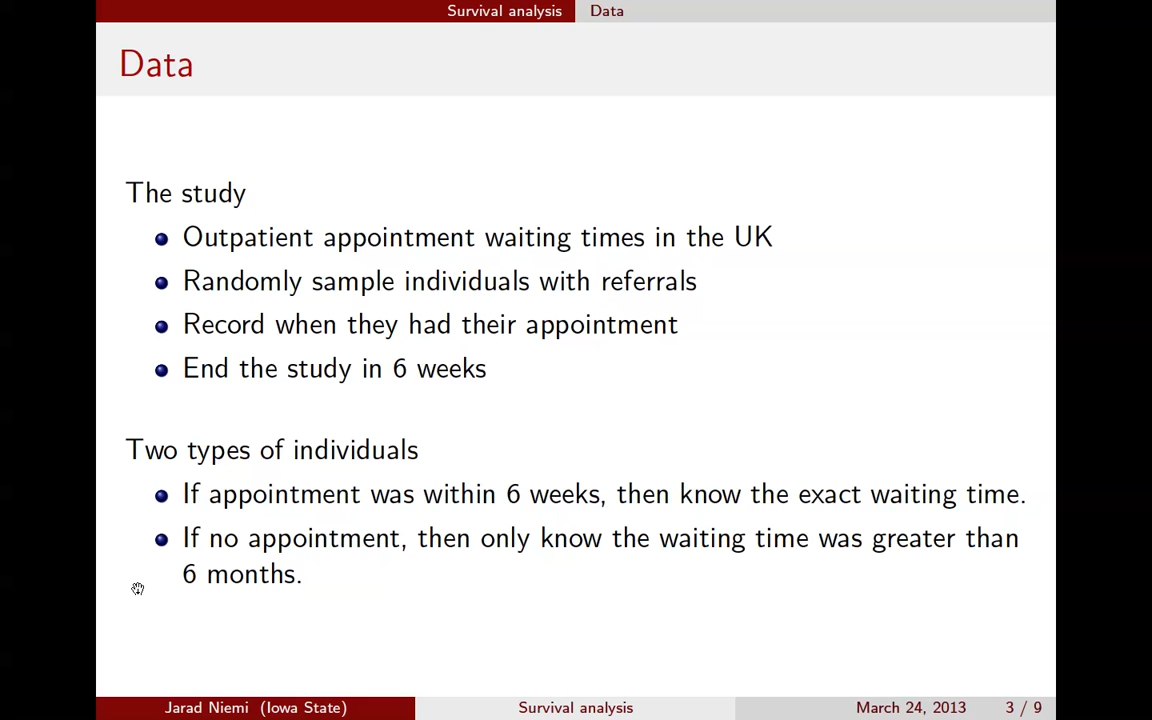 Survival analysis Data
Data
The study
Outpatient appointment waiting times in the UK
Randomly sample individuals with referrals
Record when they had their appointment
End the study in 6 weeks
Two types of individuals
If appointment was within 6 weeks, then know the exact waiting time.
If no appointment, then only know the waiting time was greater than
6 months.
Jarad Niemi (Iowa State) Survival analysis March 24, 2013 3 / 9